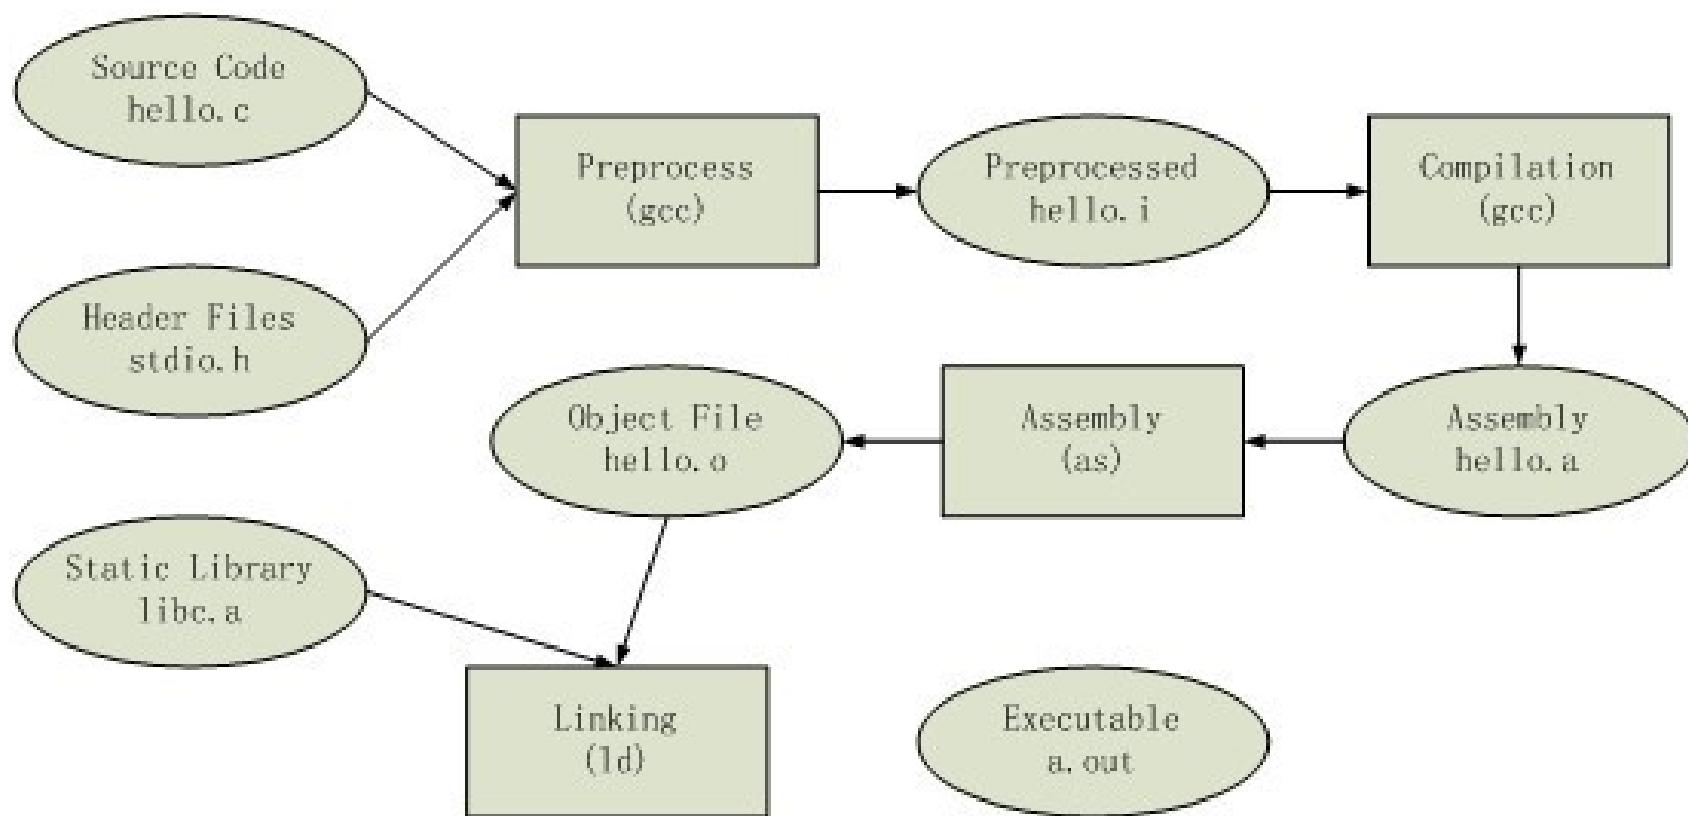 Source Code
hello.c
Preprocess
(gcc)
Preprocessed
hello.i
Compilation
(gcc)
Header Files
stdio.h
Object File
hello.o
Assembly
(as)
Assembly
hello.a
Static Library
libc.a
Linking
(ld)
Executable
a.out